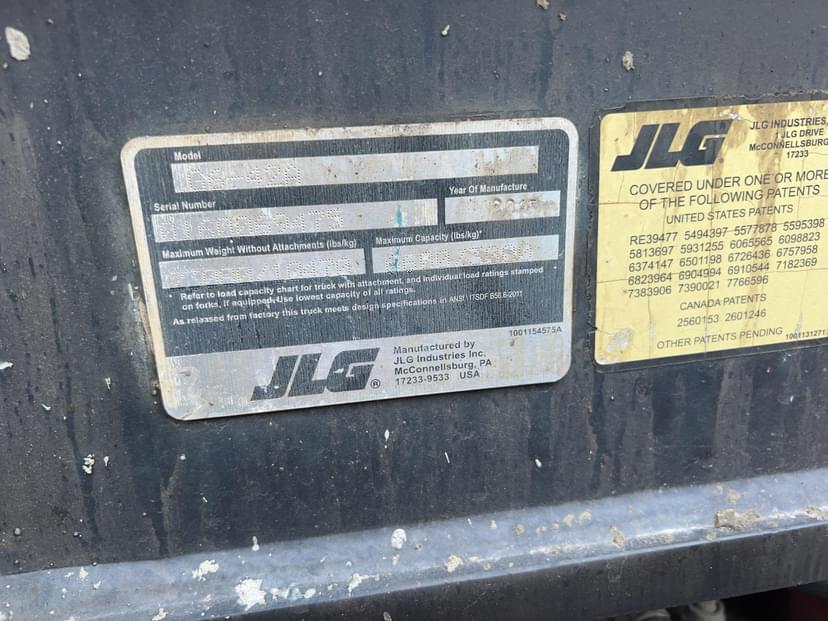 Model
G6-42A
Serial Number
Year Of Manufacture
Maximum Weight Without Attachments (lbs/kg)
Maximum Capacity (lbs/kg)*
* Refer to load capacity chart for truck with attachment, and individual load ratings stamped
on forks, if equipped. Use lowest capacity of all ratings.
As released from factory this truck meets design specifications in ANSI / ITSDF B56.6-2011
1001154575A
JLG®
Manufactured by
JLG Industries Inc.
McConnellsburg, PA
17233-9533 USA
JLG
JLG INDUSTRIES,
1 JLG DRIVE
McCONNELLSBURG
17233
COVERED UNDER ONE OR MORE
OF THE FOLLOWING PATENTS
UNITED STATES PATENTS
RE39477 5494397 5577878 5595398
5813697 5931255 6065565 6098823
6374147 6501198 6726436 6757958
6823964 6904994 6910544 7182369
7383906 7390021 7766596
CANADA PATENTS
2560153 2601246
OTHER PATENTS PENDING